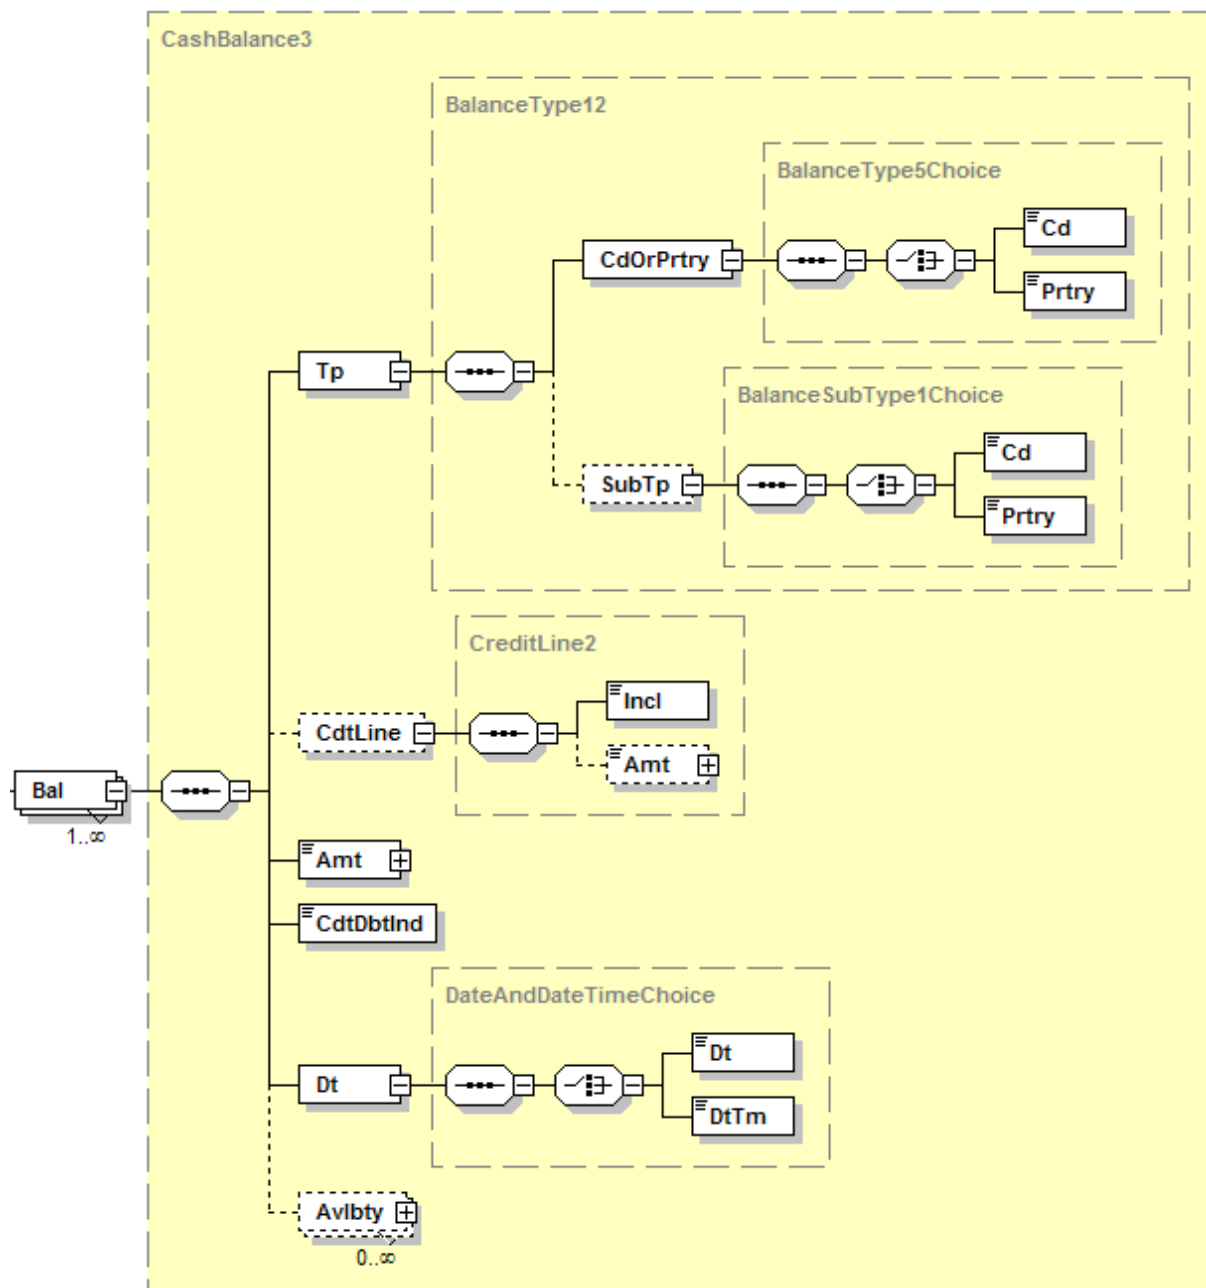 CashBalance3
BalanceType12
BalanceType5Choice
Cd
CdOrPrtry
Prtry
Tp
BalanceSubType1Choice
Cd
SubTp
Prtry
CreditLine2
Incl
CdtLine
Amt
Bal
1..∞
Amt
CdtDbtInd
DateAndDateTimeChoice
Dt
Dt
DtTm
Avlbty
0..∞